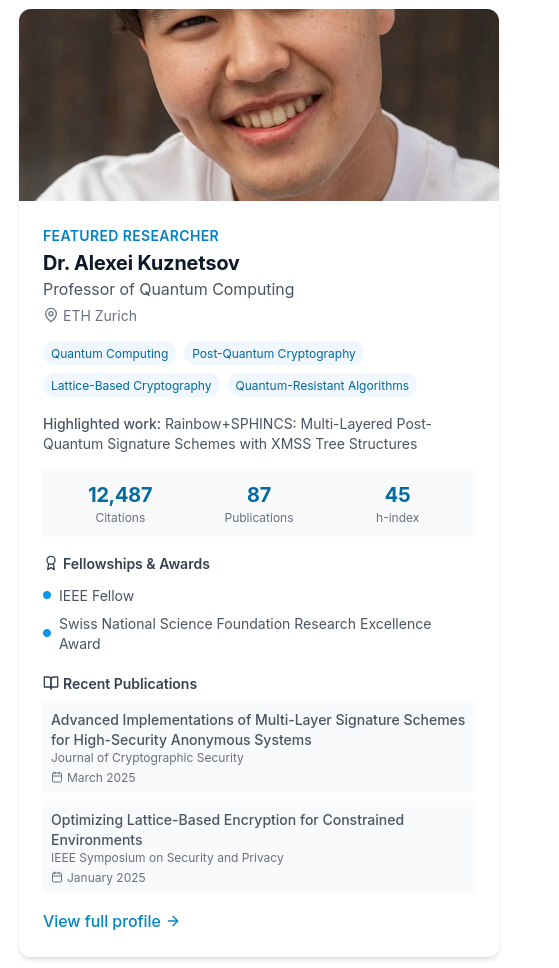 FEATURED RESEARCHER
Dr. Alexei Kuznetsov
Professor of Quantum Computing
ETH Zurich
Quantum Computing
Post-Quantum Cryptography
Lattice-Based Cryptography
Quantum-Resistant Algorithms
Highlighted work: Rainbow+SPHINCS: Multi-Layered Post-
Quantum Signature Schemes with XMSS Tree Structures
12,487
87
45
Citations
Publications
h-index
Fellowships & Awards
IEEE Fellow
Swiss National Science Foundation Research Excellence
Award
Recent Publications
Advanced Implementations of Multi-Layer Signature Schemes
for High-Security Anonymous Systems
Journal of Cryptographic Security
March 2025
Optimizing Lattice-Based Encryption for Constrained
Environments
IEEE Symposium on Security and Privacy
January 2025
View full profile →